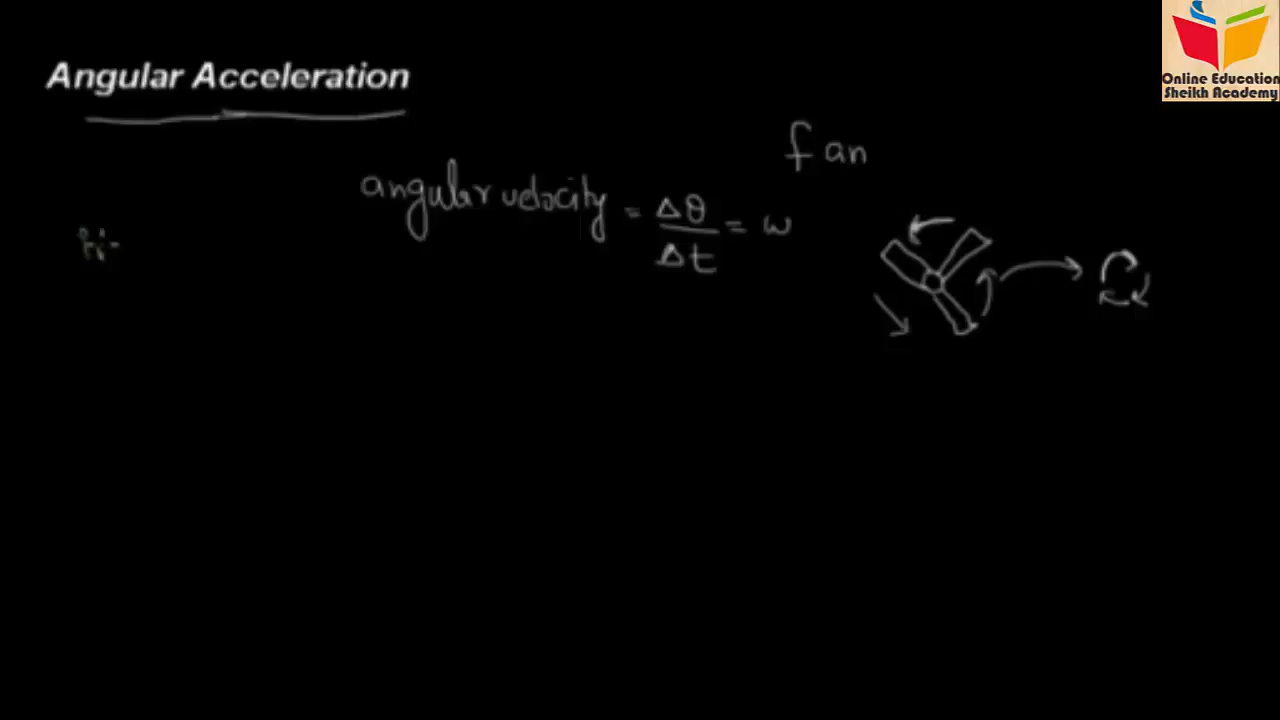 Angular Acceleration
Online Education
Sheikh Academy
fan
angular velocity = Δθ/Δt = ω